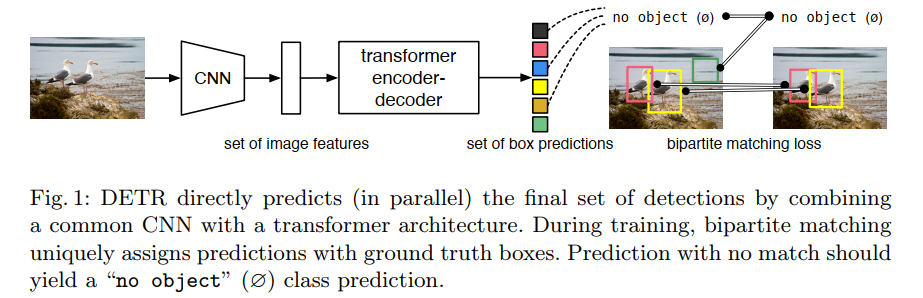 no object (ø) no object (ø)
CNN
transformer
encoder-
decoder
set of image features set of box predictions bipartite matching loss
Fig. 1: DETR directly predicts (in parallel) the final set of detections by combining
a common CNN with a transformer architecture. During training, bipartite matching
uniquely assigns predictions with ground truth boxes. Prediction with no match should
yield a “no object” (∅) class prediction.